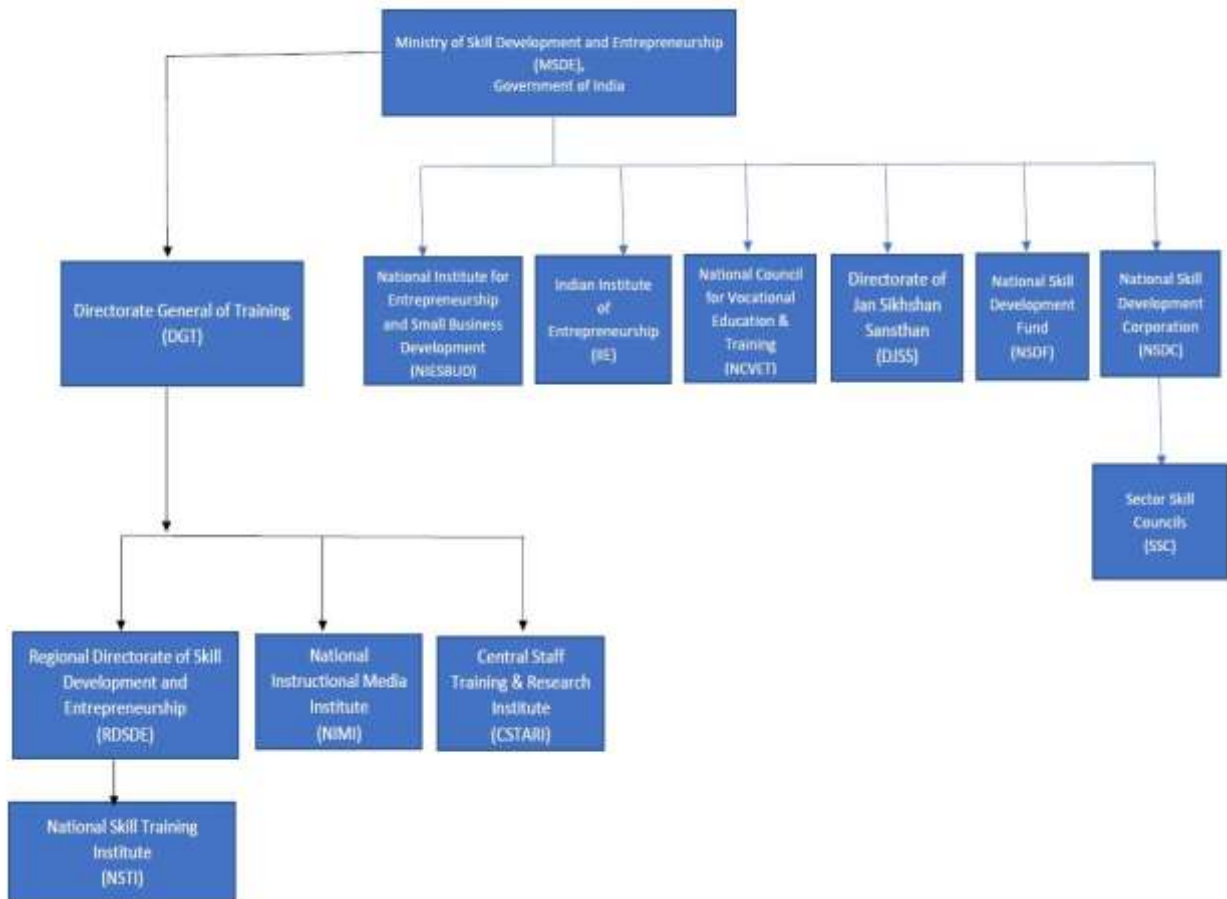 Ministry of Skill Development and Entrepreneurship
(MSDE),
Government of India
Directorate General of Training
(DGT)
National Institute for
Entrepreneurship
and Small Business
Development
(NIESBUD)
Indian Institute
of
Entrepreneurship
(IIE)
National Council
for Vocational
Education &
Training
(NCVET)
Directorate of
Jan Sikhshan
Sansthan
(DJSS)
National Skill
Development
Fund
(NSDF)
National Skill
Development
Corporation
(NSDC)
Sector Skill
Councils
(SSC)
Regional Directorate of Skill
Development and
Entrepreneurship
(RDSDE)
National
Instructional Media
Institute
(NIMI)
Central Staff
Training & Research
Institute
(CSTARI)
National Skill Training
Institute
(NSTI)